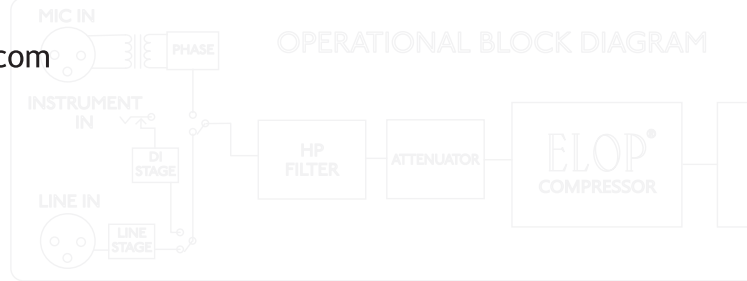 MIC IN
PHASE
OPERATIONAL BLOCK DIAGRAM
com
INSTRUMENT
IN
DI
STAGE
HP
FILTER
ATTENUATOR
ELOP®
COMPRESSOR
LINE IN
LINE
STAGE